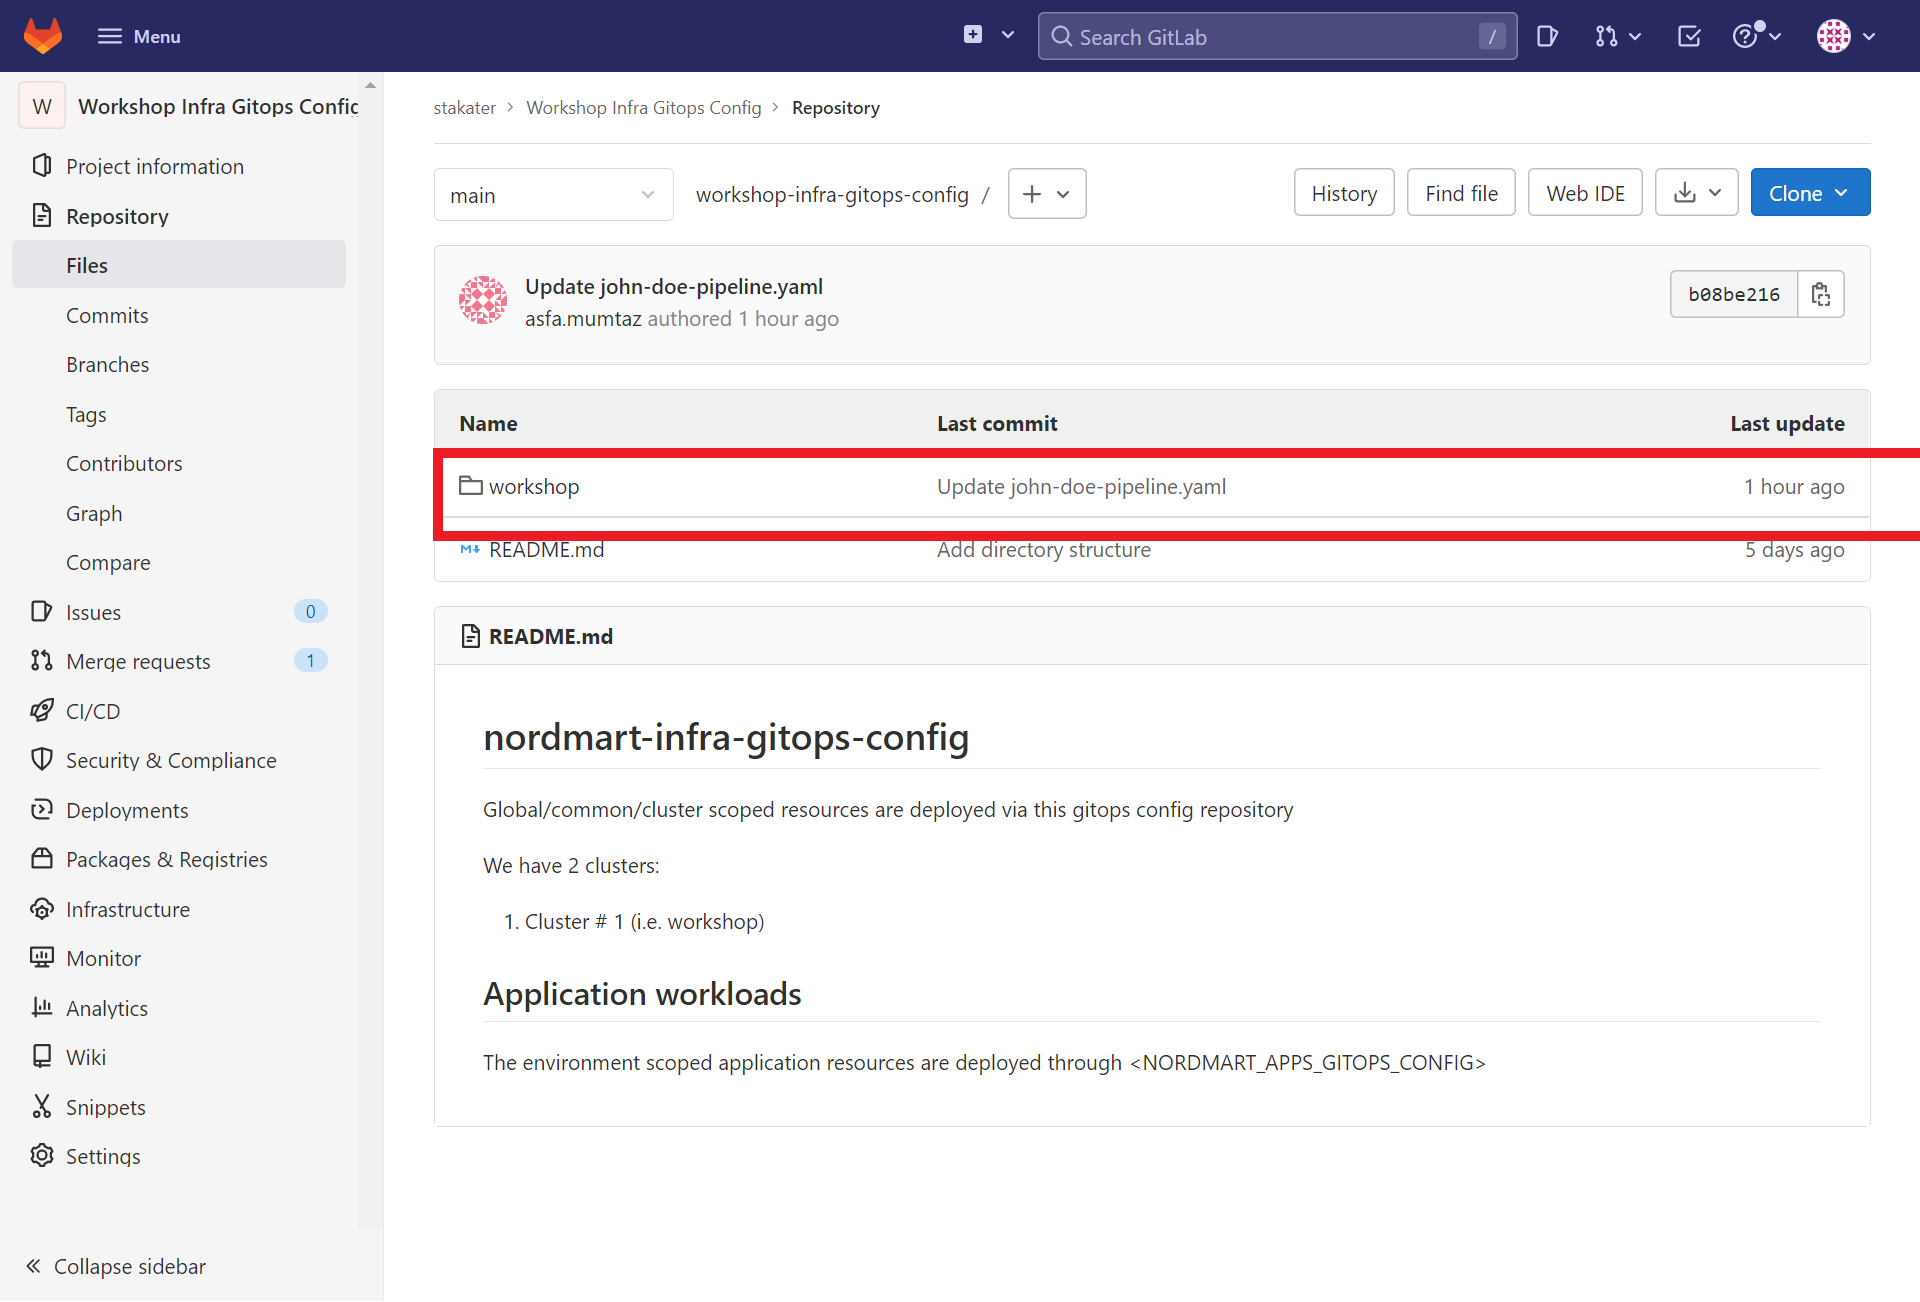 Menu
Search GitLab
/
W
Workshop Infra Gitops Config
Project information
Repository
Files
Commits
Branches
Tags
Contributors
Graph
Compare
Issues 0
Merge requests 1
CI/CD
Security & Compliance
Deployments
Packages & Registries
Infrastructure
Monitor
Analytics
Wiki
Snippets
Settings
Collapse sidebar
stakater > Workshop Infra Gitops Config > Repository
main
workshop-infra-gitops-config /
History
Find file
Web IDE
Clone
Update john-doe-pipeline.yaml
asfa.mumtaz authored 1 hour ago
b08be216
Name Last commit Last update
workshop Update john-doe-pipeline.yaml 1 hour ago
README.md Add directory structure 5 days ago
README.md
nordmart-infra-gitops-config
Global/common/cluster scoped resources are deployed via this gitops config repository
We have 2 clusters:
1. Cluster # 1 (i.e. workshop)
Application workloads
The environment scoped application resources are deployed through <NORDMART_APPS_GITOPS_CONFIG>